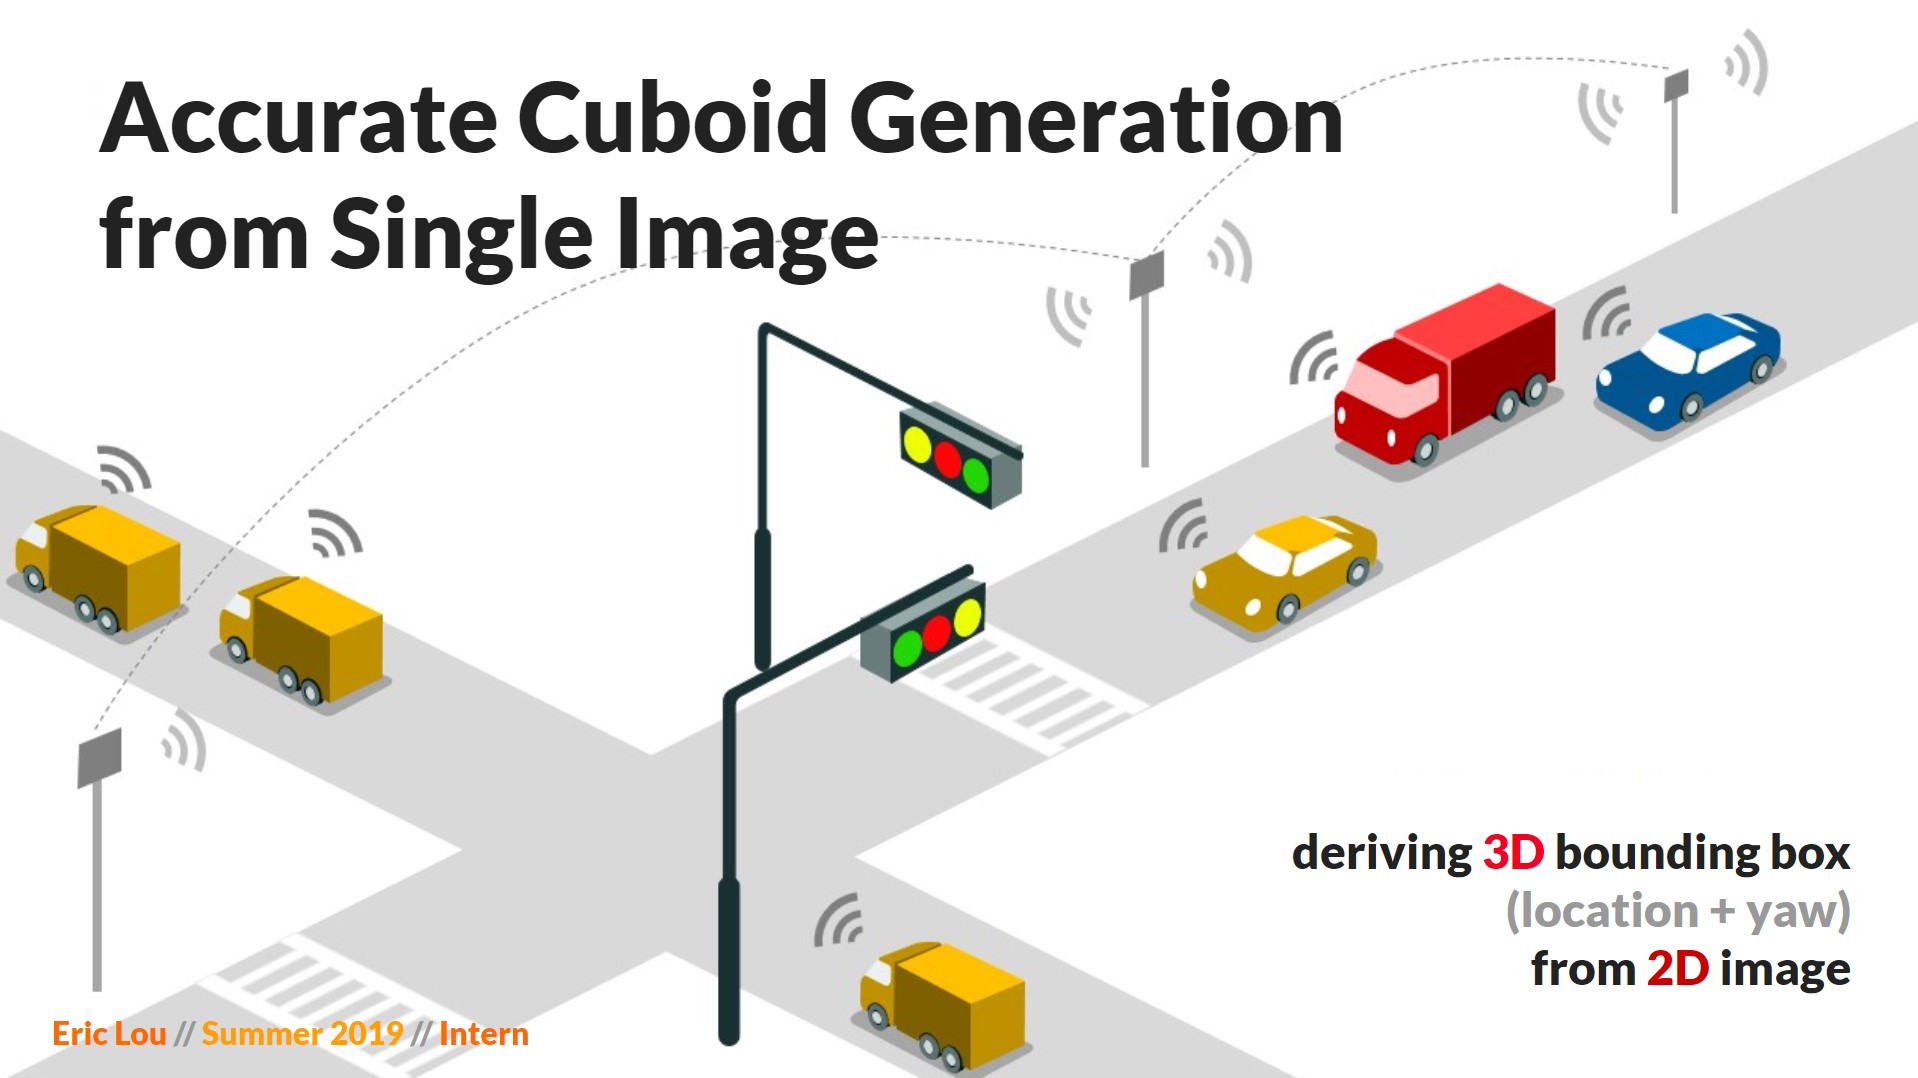 Accurate Cuboid Generation
from Single Image
deriving 3D bounding box
(location + yaw)
from 2D image
Eric Lou // Summer 2019 // Intern